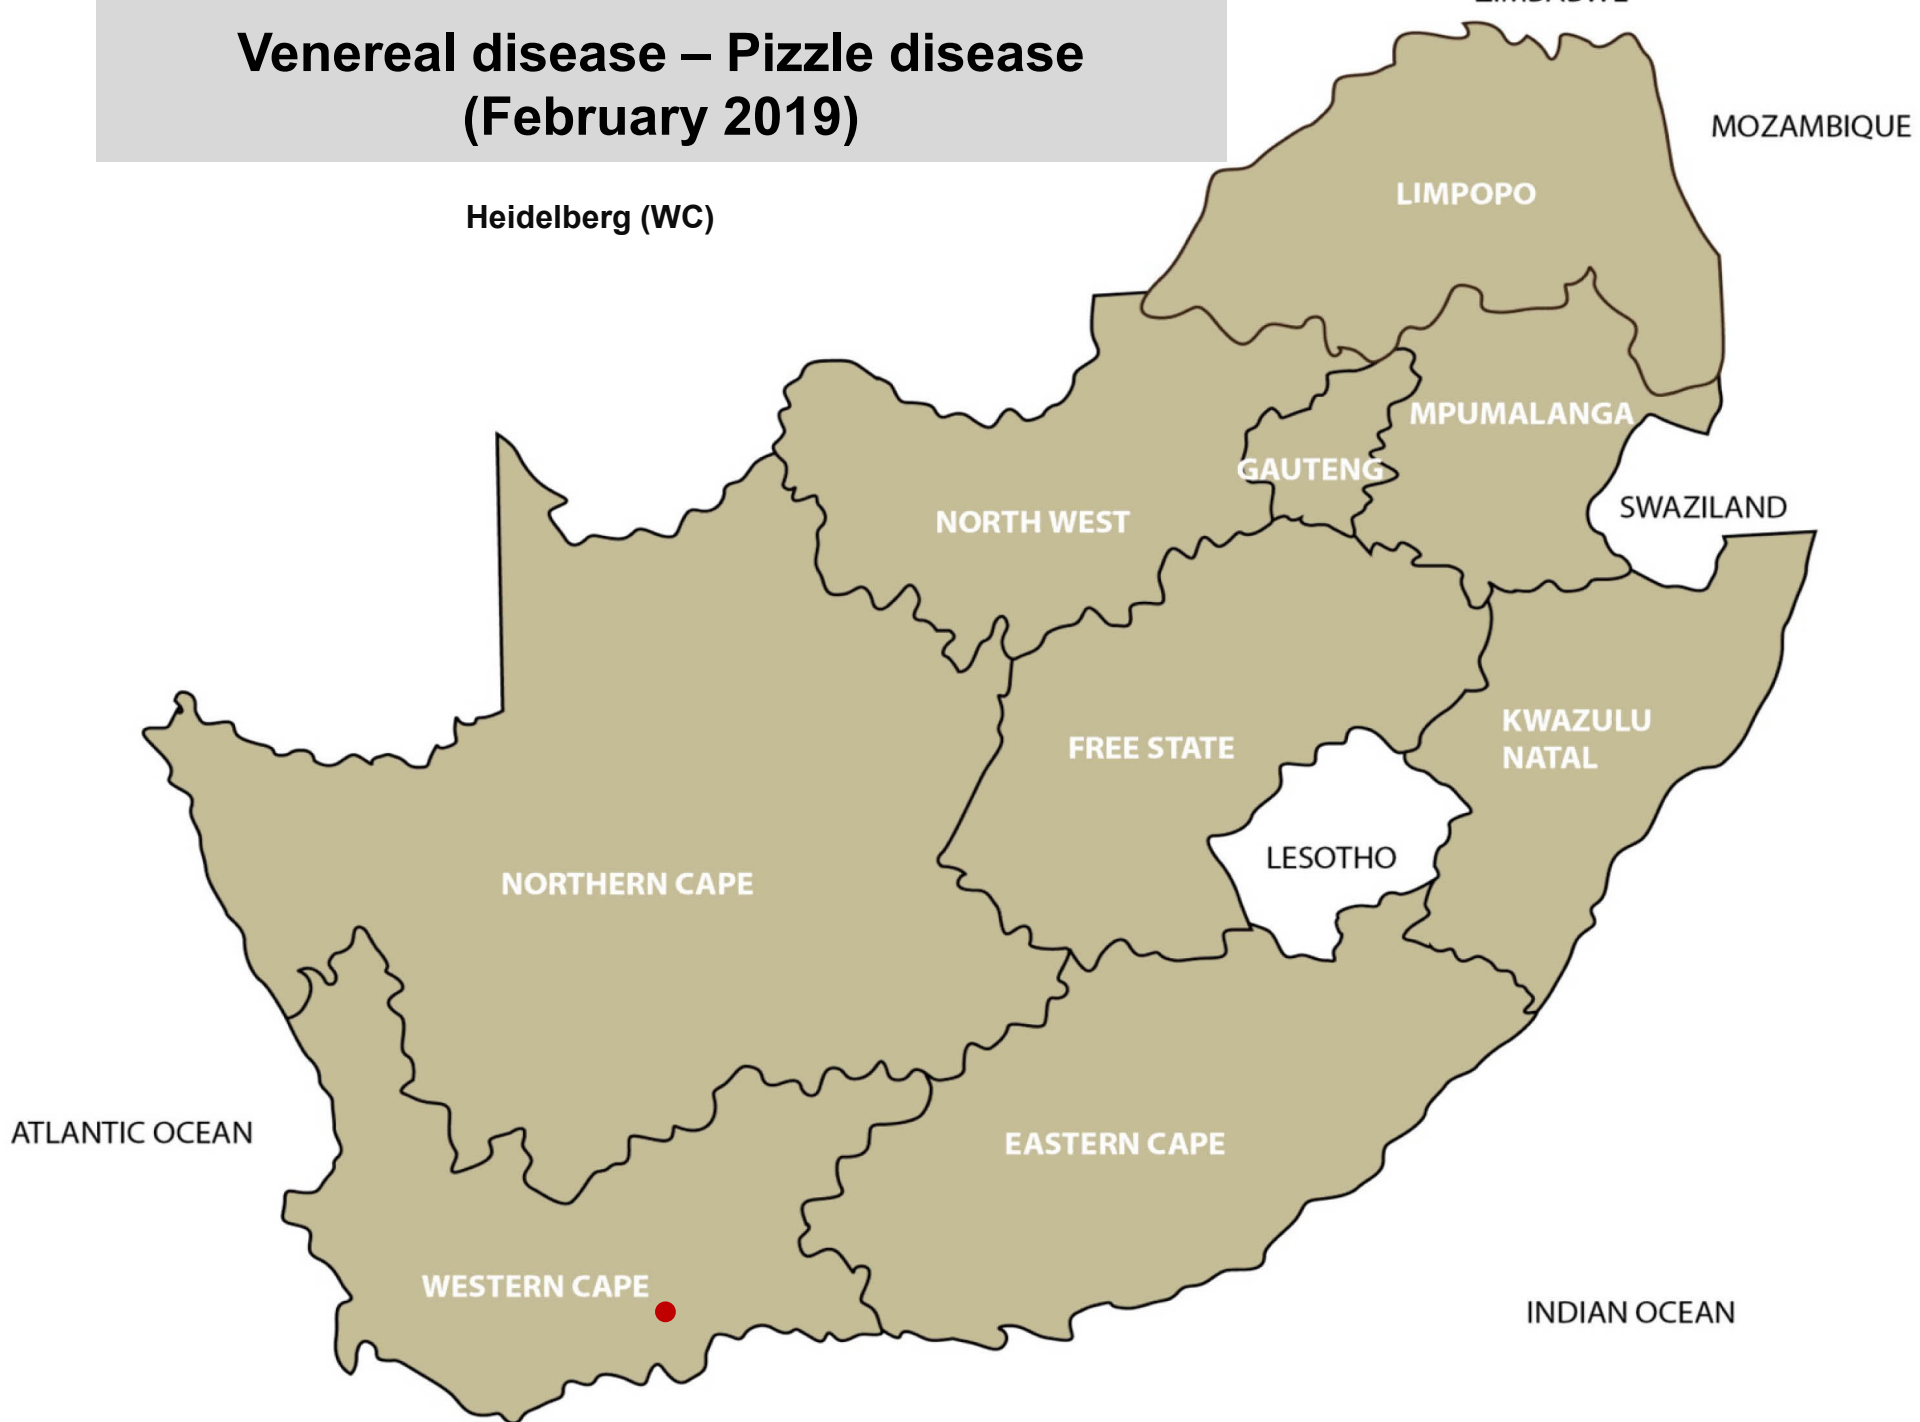 Venereal disease – Pizzle disease
(February 2019)
Heidelberg (WC)
MOZAMBIQUE
LIMPOPO
MPUMALANGA
GAUTENG
SWAZILAND
NORTH WEST
KWAZULU
NATAL
FREE STATE
LESOTHO
NORTHERN CAPE
ATLANTIC OCEAN
EASTERN CAPE
WESTERN CAPE
INDIAN OCEAN